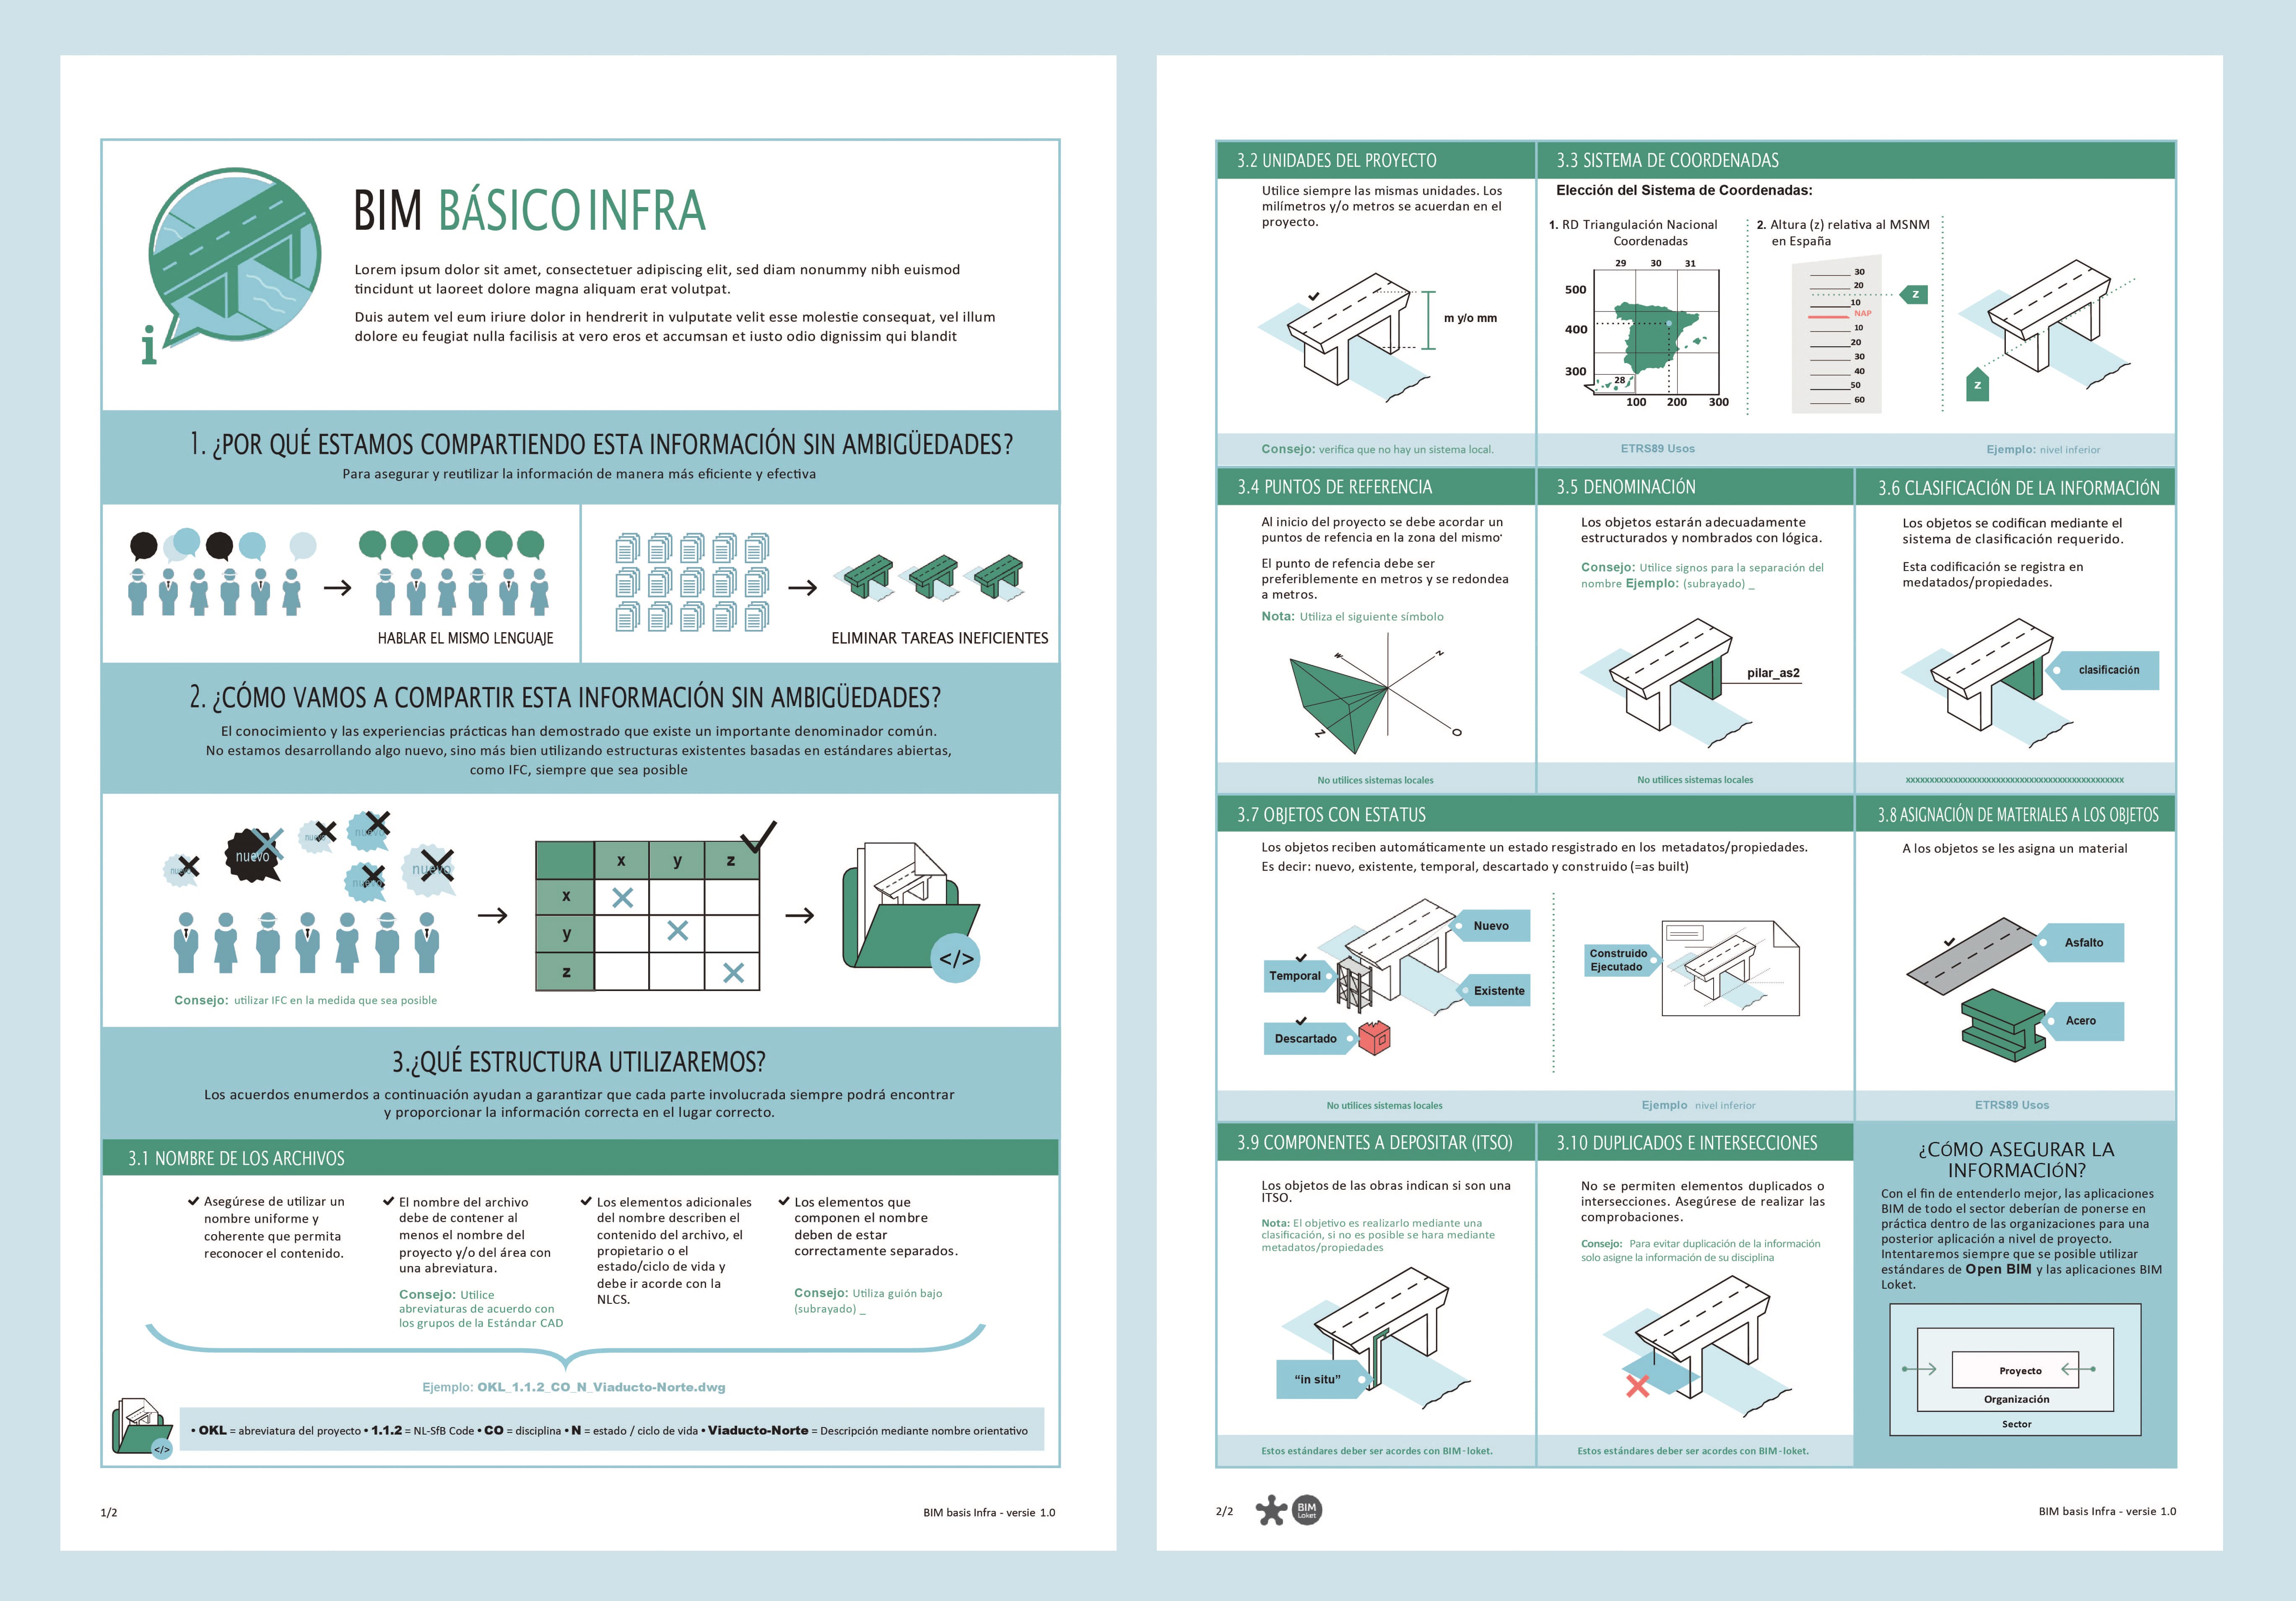 BIM BÁSICO INFRA
Lorem ipsum dolor sit amet, consectetuer adipiscing elit, sed diam nonummy nibh euismod
tincidunt ut laoreet dolore magna aliquam erat volutpat.
Duis autem vel eum iriure dolor in hendrerit in vulputate velit esse molestie consequat, vel illum
dolore eu feugiat nulla facilisis at vero eros et accumsan et iusto odio dignissim qui blandit
i
1. ¿POR QUÉ ESTAMOS COMPARTIENDO ESTA INFORMACIÓN SIN AMBIGÜEDADES?
Para asegurar y reutilizar la información de manera más eficiente y efectiva
HABLAR EL MISMO LENGUAJE
ELIMINAR TAREAS INEFICIENTES
2. ¿CÓMO VAMOS A COMPARTIR ESTA INFORMACIÓN SIN AMBIGÜEDADES?
El conocimiento y las experiencias prácticas han demostrado que existe un importante denominador común.
No estamos desarrollando algo nuevo, sino más bien utilizando estructuras existentes basadas en estándares abiertas,
como IFC, siempre que sea posible
nuevo
nuevo
nuevo
nuevo
nuevo
nuevo
x y z
x
y
z
</>
Consejo: utilizar IFC en la medida que sea posible
3.¿QUÉ ESTRUCTURA UTILIZAREMOS?
Los acuerdos enumerdos a continuación ayudan a garantizar que cada parte involucrada siempre podrá encontrar
y proporcionar la información correcta en el lugar correcto.
3.1 NOMBRE DE LOS ARCHIVOS
Asegúrese de utilizar un
nombre uniforme y
coherente que permita
reconocer el contenido.
El nombre del archivo
debe de contener al
menos el nombre del
proyecto y/o del área con
una abreviatura.
Consejo: Utilice
abreviaturas de acuerdo con
los grupos de la Estándar CAD
Los elementos adicionales
del nombre describen el
contenido del archivo, el
propietario o el
estado/ciclo de vida y
debe ir acorde con la
NLCS.
Los elementos que
componen el nombre
deben de estar
correctamente separados.
Consejo: Utiliza guión bajo
(subrayado) _
Ejemplo: OKL_1.1.2_CO_N_Viaducto-Norte.dwg
</>
• OKL = abreviatura del proyecto • 1.1.2 = NL-SfB Code • CO = disciplina • N = estado / ciclo de vida • Viaducto-Norte = Descripción mediante nombre orientativo
1/2
BIM basis Infra - versie 1.0
3.2 UNIDADES DEL PROYECTO
Utilice siempre las mismas unidades. Los
milímetros y/o metros se acuerdan en el
proyecto.
m y/o mm
Consejo: verifica que no hay un sistema local.
3.3 SISTEMA DE COORDENADAS
Elección del Sistema de Coordenadas:
1. RD Triangulación Nacional
Coordenadas
29 30 31
500
400
300
28
100 200 300
2. Altura (z) relativa al MSNM
en España
30
20
10
NAP
10
20
30
40
50
60
z
z
ETRS89 Usos
Ejemplo: nivel inferior
3.4 PUNTOS DE REFERENCIA
Al inicio del proyecto se debe acordar un
puntos de refencia en la zona del mismo.
El punto de refencia debe ser
preferiblemente en metros y se redondea
a metros.
Nota: Utiliza el siguiente símbolo
N
Z
O
No utilices sistemas locales
3.5 DENOMINACIÓN
Los objetos estarán adecuadamente
estructurados y nombrados con lógica.
Consejo: Utilice signos para la separación del
nombre Ejemplo: (subrayado) _
pilar_as2
No utilices sistemas locales
3.6 CLASIFICACIÓN DE LA INFORMACIÓN
Los objetos se codifican mediante el
sistema de clasificación requerido.
Esta codificación se registra en
medatados/propiedades.
clasificación
3.7 OBJETOS CON ESTATUS
Los objetos reciben automáticamente un estado resgistrado en los metadatos/propiedades.
Es decir: nuevo, existente, temporal, descartado y construido (=as built)
Nuevo
Temporal
Existente
Descartado
Construido
Ejecutado
No utilices sistemas locales
Ejemplo nivel inferior
3.8 ASIGNACIÓN DE MATERIALES A LOS OBJETOS
A los objetos se les asigna un material
Asfalto
Acero
ETRS89 Usos
3.9 COMPONENTES A DEPOSITAR (ITSO)
Los objetos de las obras indican si son una
ITSO.
Nota: El objetivo es realizarlo mediante una
clasificación, si no es posible se hara mediante
metadatos/propiedades
“in situ”
Estos estándares deber ser acordes con BIM-loket.
3.10 DUPLICADOS E INTERSECCIONES
No se permiten elementos duplicados o
intersecciones. Asegúrese de realizar las
comprobaciones.
Consejo: Para evitar duplicación de la información
solo asigne la información de su disciplina
Estos estándares deber ser acordes con BIM-loket.
¿CÓMO ASEGURAR LA
INFORMACIÓN?
Con el fin de entenderlo mejor, las aplicaciones
BIM de todo el sector deberían de ponerse en
práctica dentro de las organizaciones para una
posterior aplicación a nivel de proyecto.
Intentaremos siempre que se posible utilizar
estándares de Open BIM y las aplicaciones BIM
Loket.
Proyecto
Organización
Sector
2/2
BIM
Loket
BIM basis Infra - versie 1.0